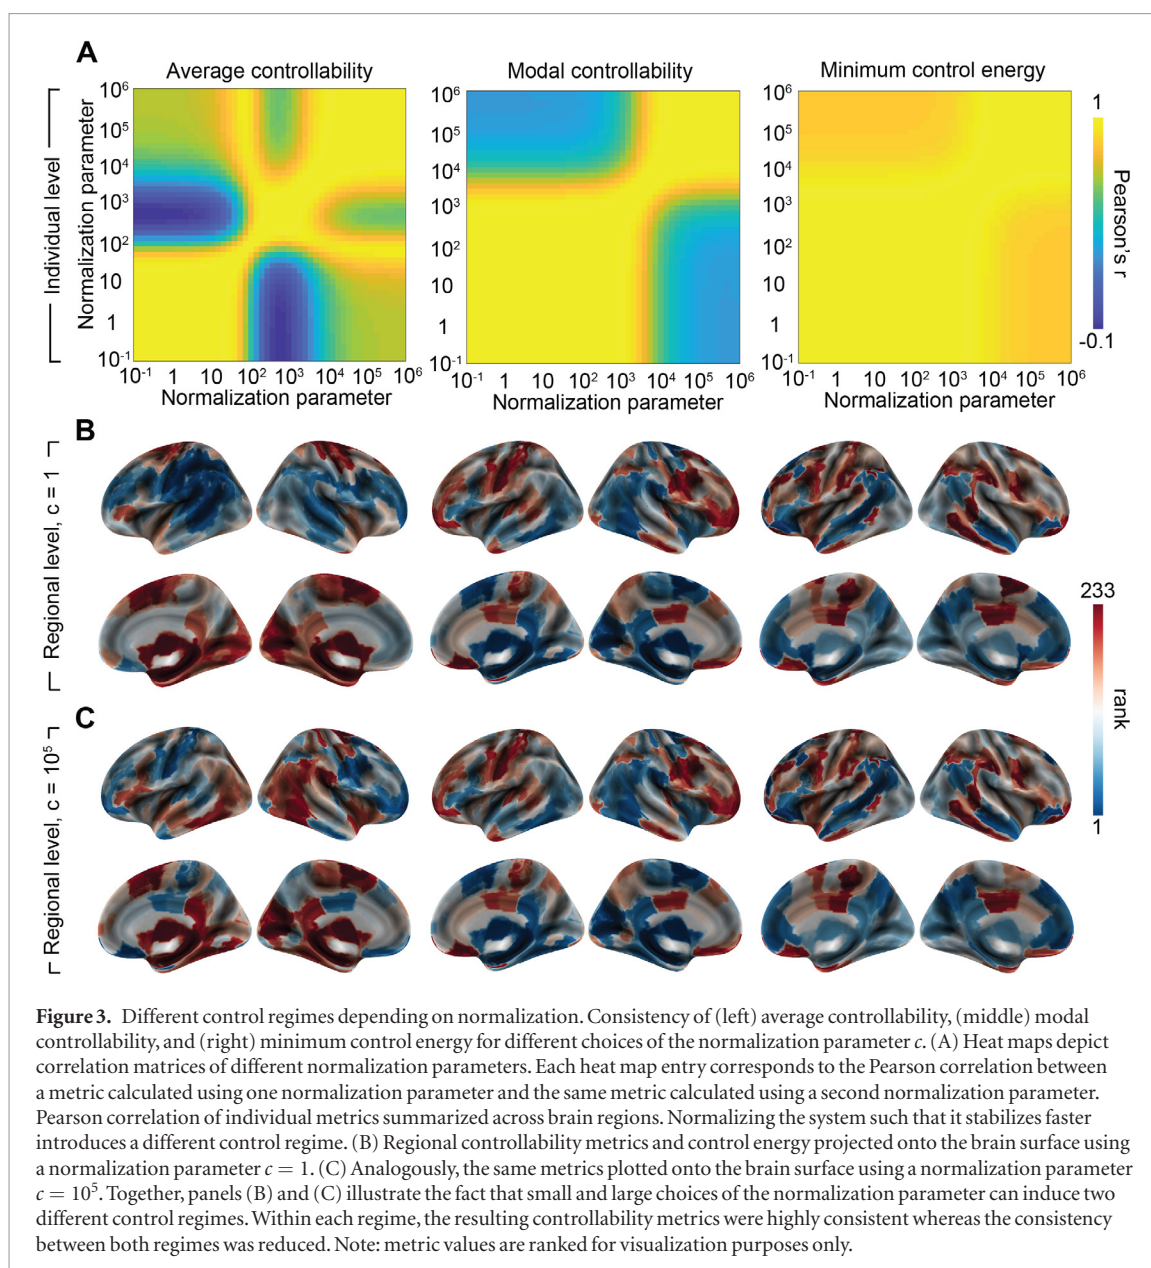 A
Average controllability
Modal controllability
Minimum control energy
Individual level
Normalization parameter
10⁶
10⁵
10⁴
10³
10²
10
1
10⁻¹
10⁻¹ 1 10 10² 10³ 10⁴ 10⁵ 10⁶
Normalization parameter
10⁶
10⁵
10⁴
10³
10²
10
1
10⁻¹
10⁻¹ 1 10 10² 10³ 10⁴ 10⁵ 10⁶
Normalization parameter
10⁶
10⁵
10⁴
10³
10²
10
1
10⁻¹
10⁻¹ 1 10 10² 10³ 10⁴ 10⁵ 10⁶
Normalization parameter
1
Pearson's r
-0.1
B
Regional level, c = 1
C
Regional level, c = 10⁵
233
rank
1
Figure 3. Different control regimes depending on normalization. Consistency of (left) average controllability, (middle) modal
controllability, and (right) minimum control energy for different choices of the normalization parameter c. (A) Heat maps depict
correlation matrices of different normalization parameters. Each heat map entry corresponds to the Pearson correlation between
a metric calculated using one normalization parameter and the same metric calculated using a second normalization parameter.
Pearson correlation of individual metrics summarized across brain regions. Normalizing the system such that it stabilizes faster
introduces a different control regime. (B) Regional controllability metrics and control energy projected onto the brain surface using
a normalization parameter c = 1. (C) Analogously, the same metrics plotted onto the brain surface using a normalization parameter
c = 10⁵. Together, panels (B) and (C) illustrate the fact that small and large choices of the normalization parameter can induce two
different control regimes. Within each regime, the resulting controllability metrics were highly consistent whereas the consistency
between both regimes was reduced. Note: metric values are ranked for visualization purposes only.